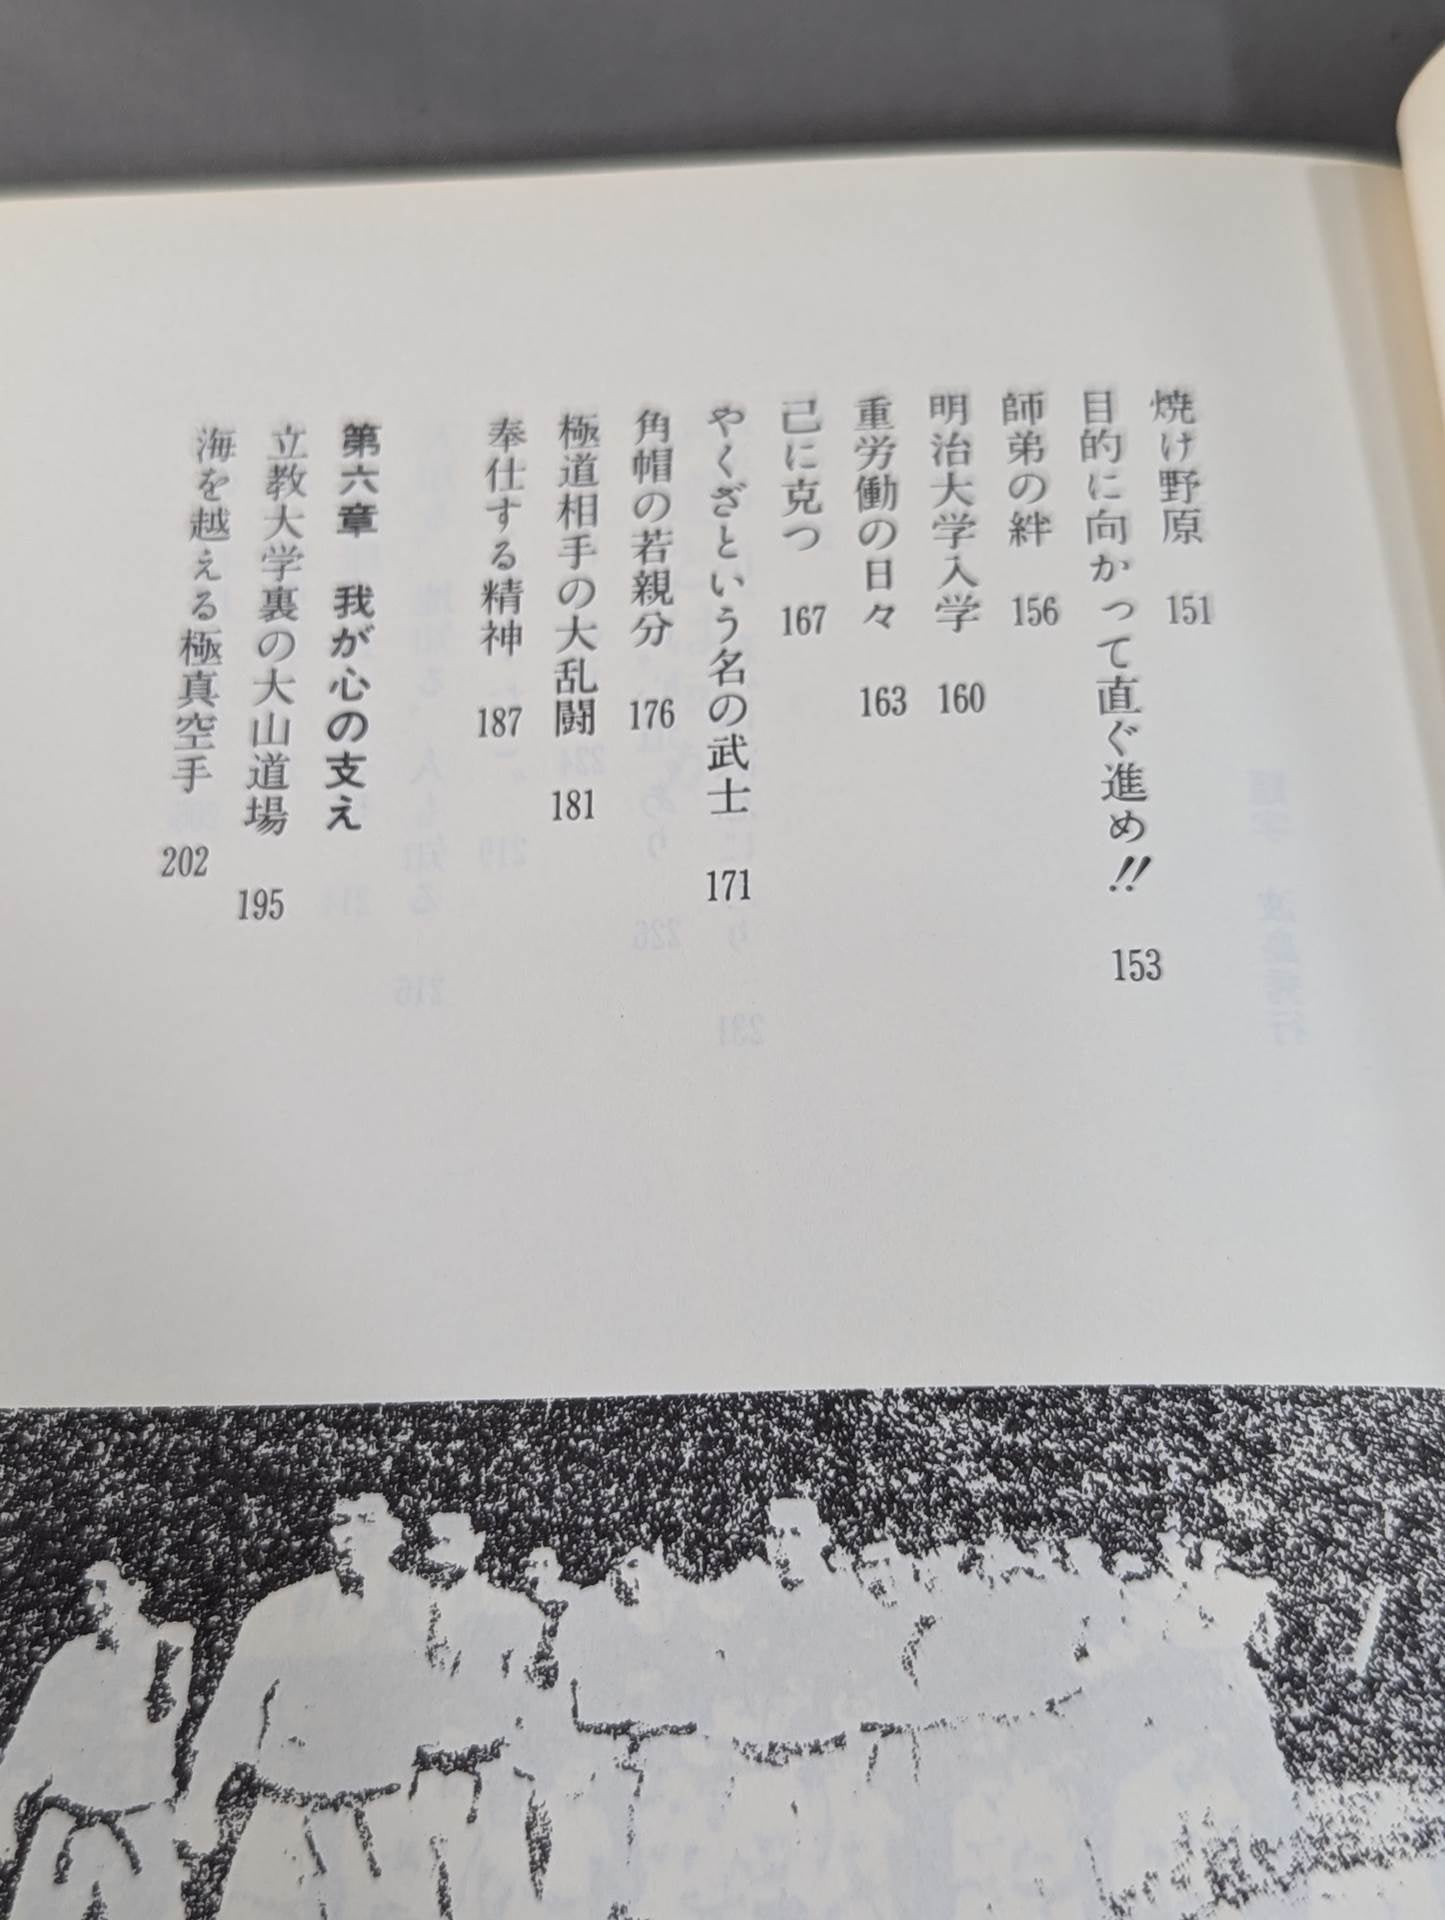 焼け野原 151
目的に向かって直ぐ進め!! 153
師弟の絆 156
明治大学入学 160
重労働の日々 163
己に克つ 167
やくざという名の武士 171
角帽の若親分 176
極道相手の大乱闘 181
奉仕する精神 187
第六章 我が心の支え
立教大学裏の大山道場 195
海を越える極真空手 202